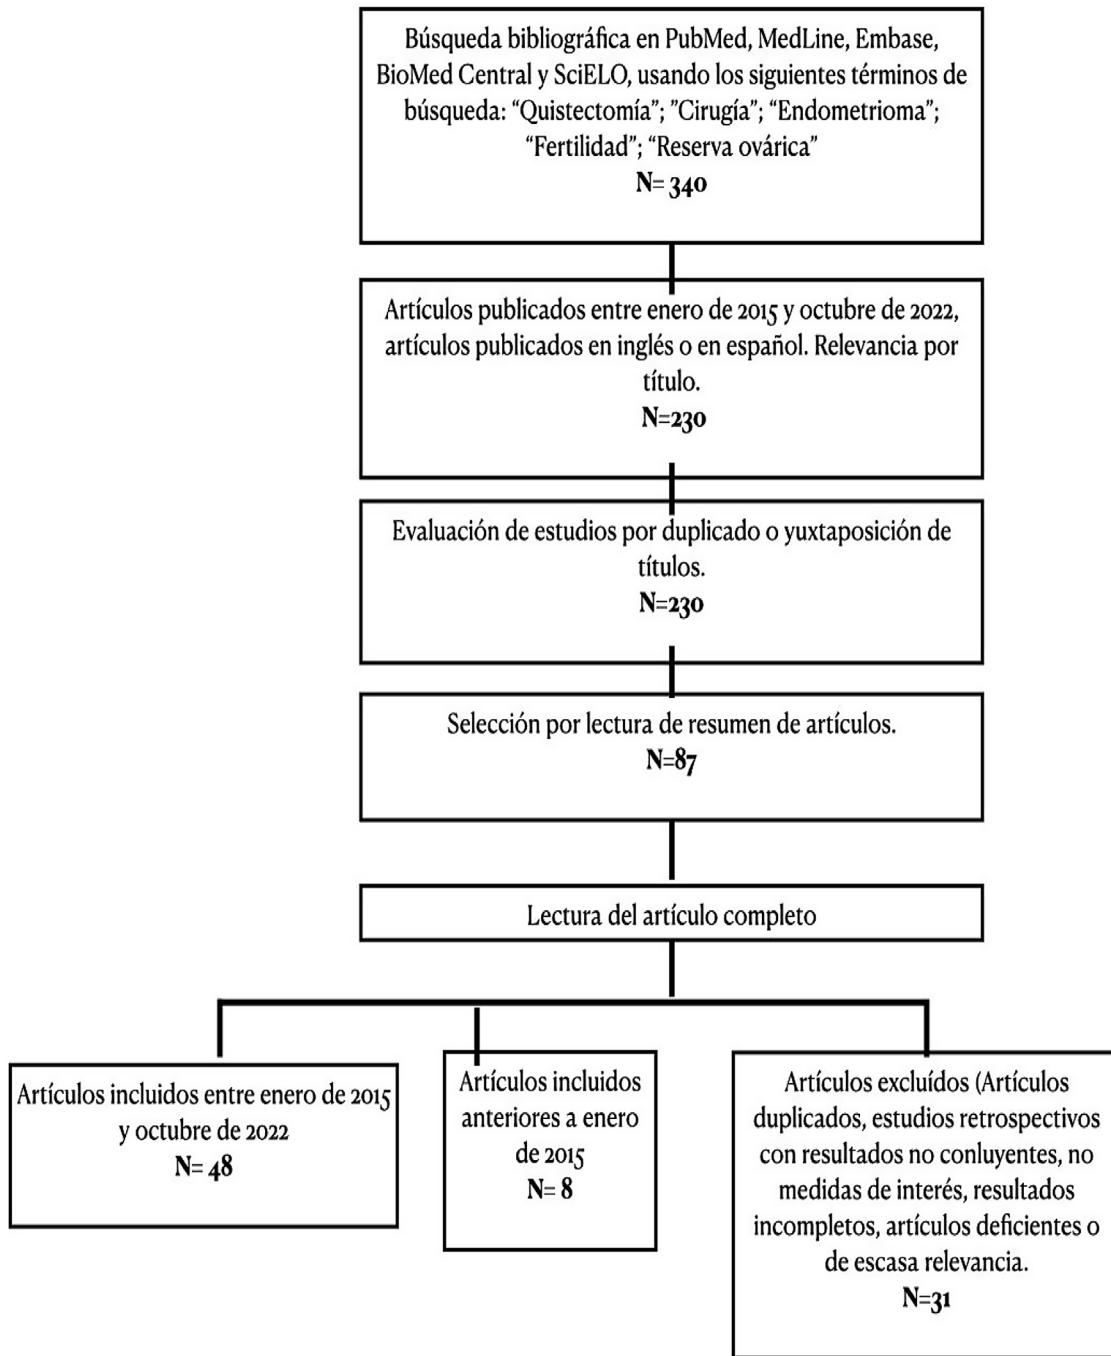 Búsqueda bibliográfica en PubMed, MedLine, Embase,
BioMed Central y SciELO, usando los siguientes términos de
búsqueda: “Quistectomía”; ”Cirugía”; “Endometrioma”;
“Fertilidad”; “Reserva ovárica”
N= 340
Artículos publicados entre enero de 2015 y octubre de 2022,
artículos publicados en inglés o en español. Relevancia por
título.
N=230
Evaluación de estudios por duplicado o yuxtaposición de
títulos.
N=230
Selección por lectura de resumen de artículos.
N=87
Lectura del artículo completo
Artículos incluidos entre enero de 2015
y octubre de 2022
N= 48
Artículos incluidos
anteriores a enero
de 2015
N= 8
Artículos excluídos (Artículos
duplicados, estudios retrospectivos
con resultados no conluyentes, no
medidas de interés, resultados
incompletos, artículos deficientes o
de escasa relevancia.
N=31